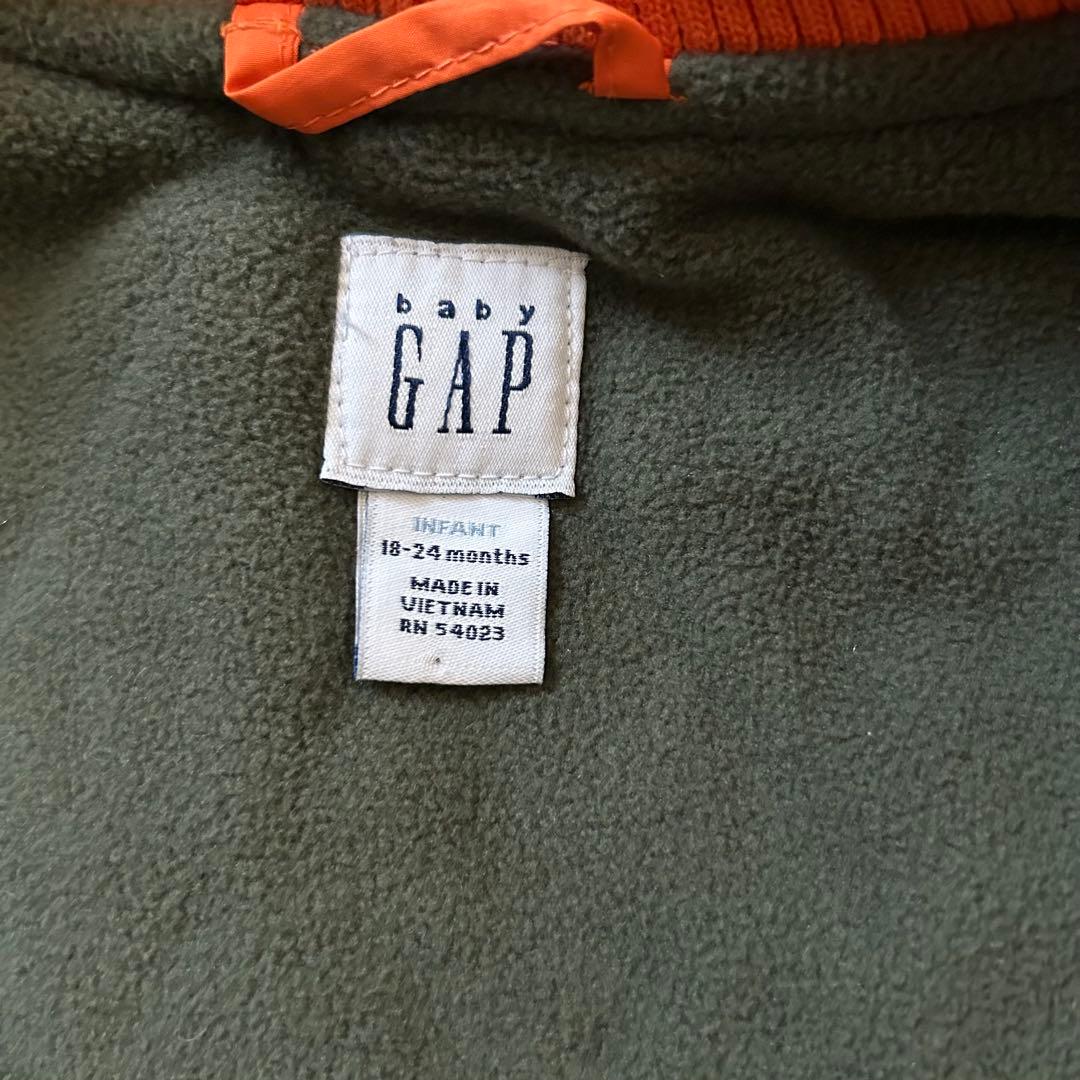 baby
GAP
INFANT
18-24 months
MADE IN
VIETNAM
RN 54023